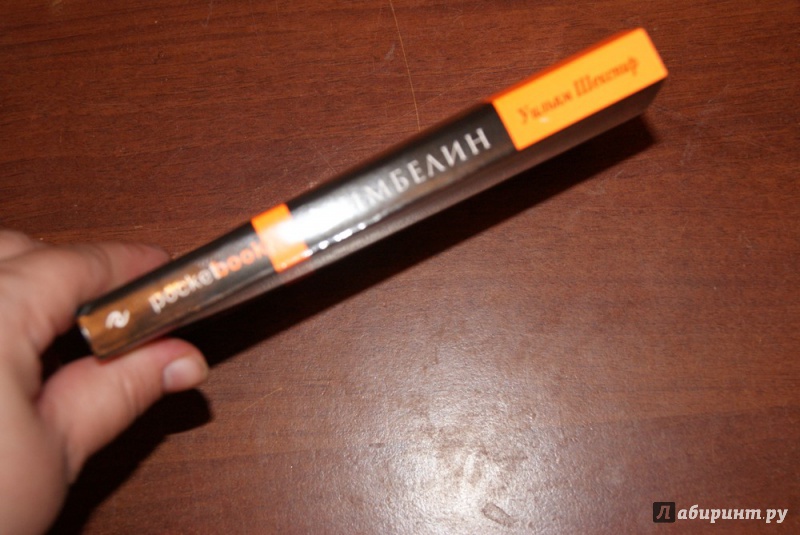 Уильям Шекспир
ИМБЕЛИН
pocketbook
Лабиринт.ру